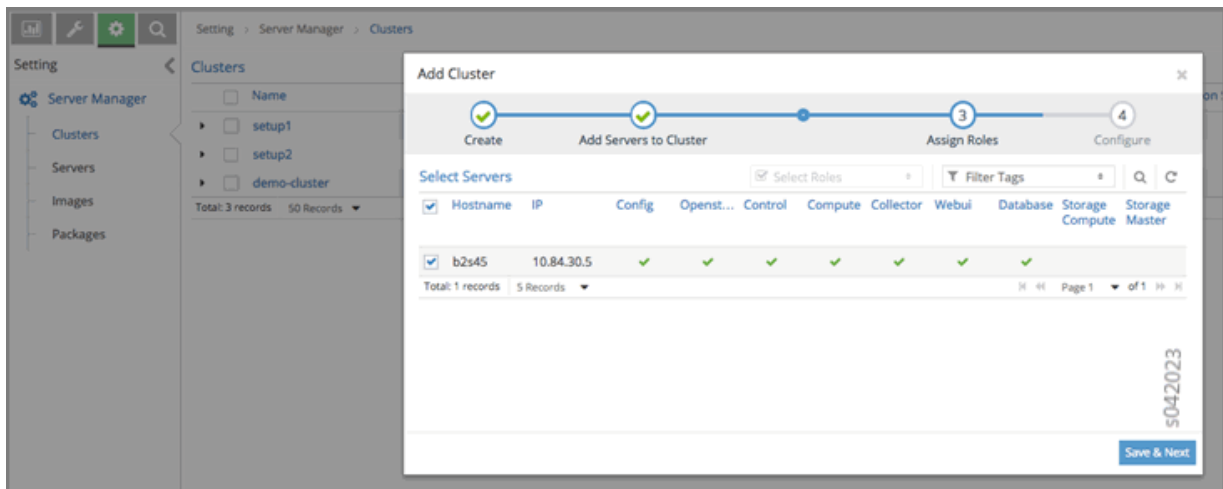 Setting > Server Manager > Clusters
Setting
Server Manager
Clusters
Servers
Images
Packages
Clusters
Name
setup1
setup2
demo-cluster
Total: 3 records 50 Records
on S
Add Cluster
3
4
Create
Add Servers to Cluster
Assign Roles
Configure
Select Servers
Select Roles
Filter Tags
Hostname IP Config Openst... Control Compute Collector Webui Database Storage Storage
Compute Master
b2s45 10.84.30.5
Total: 1 records 5 Records Page 1 of 1
s042023
Save & Next